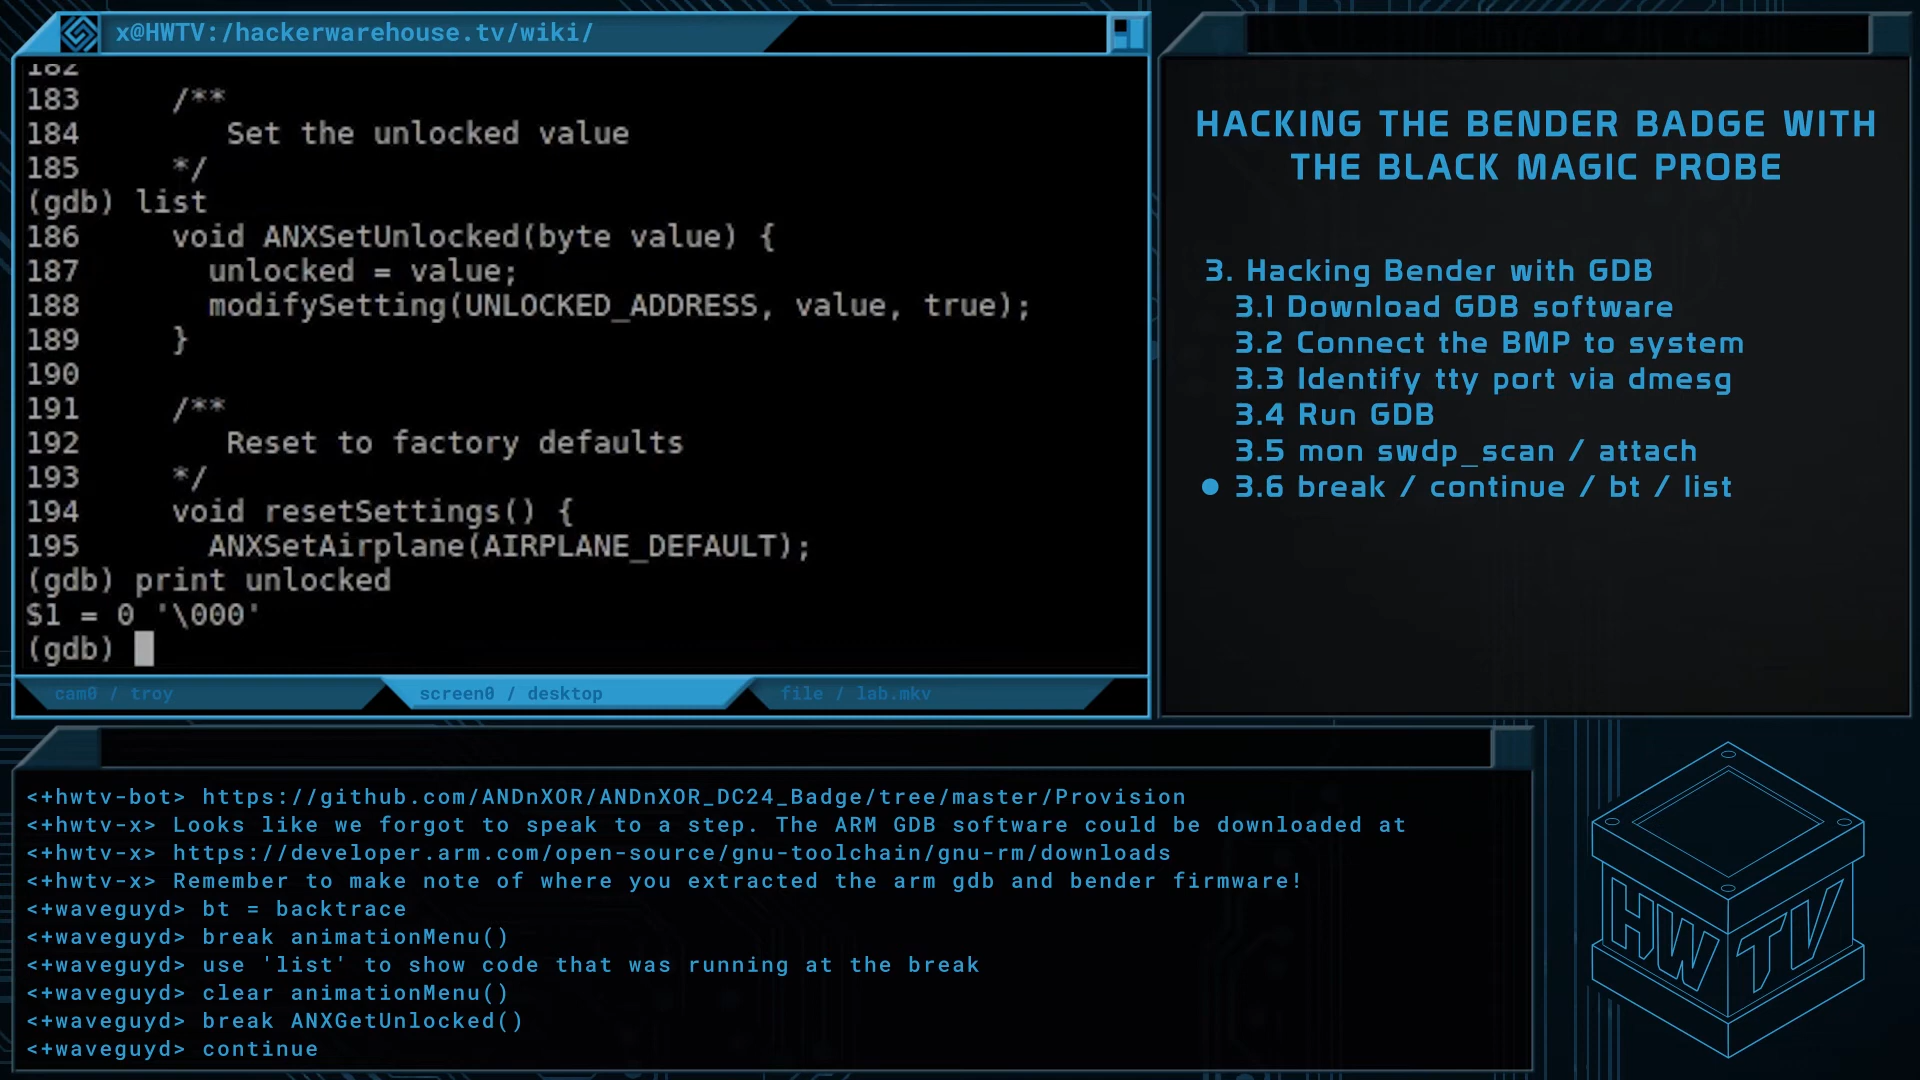 x@HWTV:/hackerwarehouse.tv/wiki/
182
183     /**
184        Set the unlocked value
185     */
(gdb) list
186     void ANXSetUnlocked(byte value) {
187       unlocked = value;
188       modifySetting(UNLOCKED_ADDRESS, value, true);
189     }
190
191     /**
192        Reset to factory defaults
193     */
194     void resetSettings() {
195       ANXSetAirplane(AIRPLANE_DEFAULT);
(gdb) print unlocked
$1 = 0 '\000'
(gdb)
cam0 / troy
screen0 / desktop
file / lab.mkv
HACKING THE BENDER BADGE WITH
THE BLACK MAGIC PROBE
3. Hacking Bender with GDB
3.1 Download GDB software
3.2 Connect the BMP to system
3.3 Identify tty port via dmesg
3.4 Run GDB
3.5 mon swdp_scan / attach
● 3.6 break / continue / bt / list
<+hwtv-bot> https://github.com/ANDnXOR/ANDnXOR_DC24_Badge/tree/master/Provision
<+hwtv-x> Looks like we forgot to speak to a step. The ARM GDB software could be downloaded at
<+hwtv-x> https://developer.arm.com/open-source/gnu-toolchain/gnu-rm/downloads
<+hwtv-x> Remember to make note of where you extracted the arm gdb and bender firmware!
<+waveguyd> bt = backtrace
<+waveguyd> break animationMenu()
<+waveguyd> use 'list' to show code that was running at the break
<+waveguyd> clear animationMenu()
<+waveguyd> break ANXGetUnlocked()
<+waveguyd> continue
HW TV